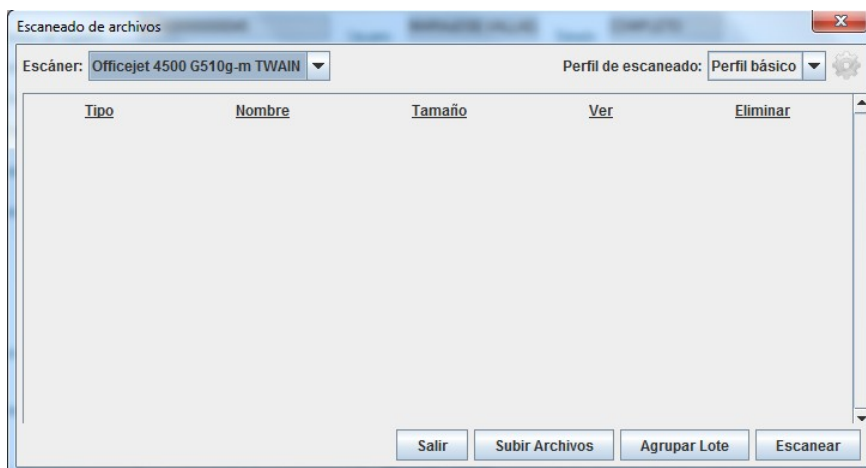 Escaneado de archivos
Escáner: Officejet 4500 G510g-m TWAIN Perfil de escaneado: Perfil básico
Tipo Nombre Tamaño Ver Eliminar
Salir Subir Archivos Agrupar Lote Escanear